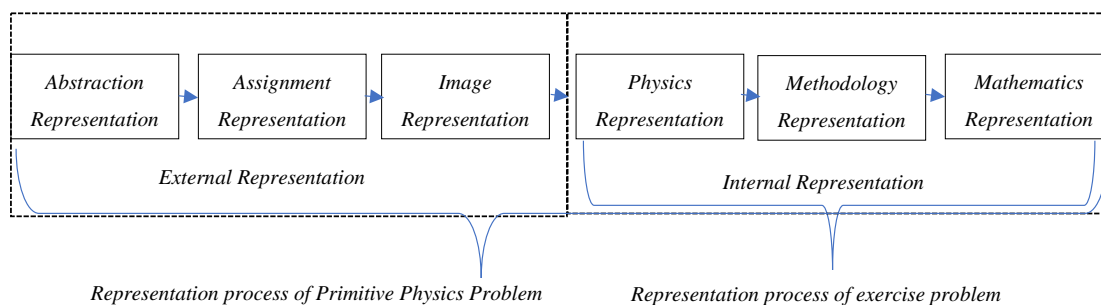 Abstraction
Representation
Assignment
Representation
Image
Representation
Physics
Representation
Methodology
Representation
Mathematics
Representation
External Representation
Internal Representation
Representation process of Primitive Physics Problem
Representation process of exercise problem